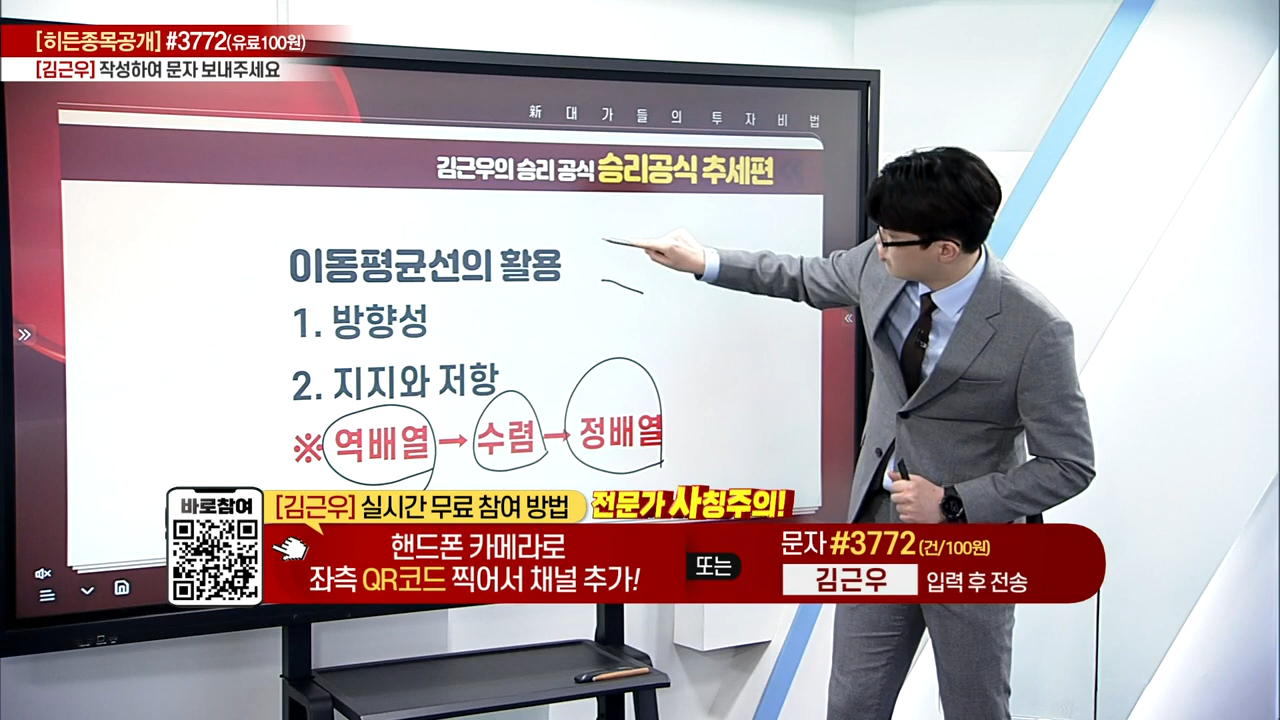 [히든종목공개] #3772(유료100원)
[김근우] 작성하여 문자 보내주세요
新대가들의 투자비법
김근우의 승리 공식 승리공식 추세편
이동평균선의 활용
1. 방향성
2. 지지와 저항
※ 역배열→수렴→정배열
바로참여
[김근우] 실시간 무료 참여 방법
전문가 사칭주의!
핸드폰 카메라로
좌측 QR코드 찍어서 채널 추가!
또는
문자 #3772 (건/100원)
김근우 입력 후 전송